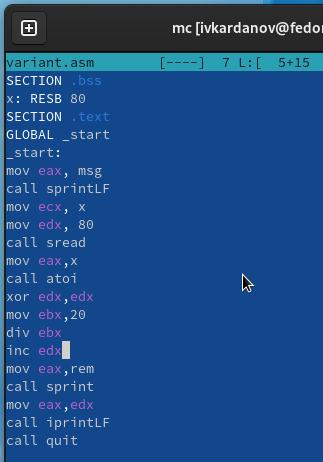 mc [ivkardanov@fedo
variant.asm [----] 7 L:[ 5+15
SECTION .bss
x: RESB 80
SECTION .text
GLOBAL _start
_start:
mov eax, msg
call sprintLF
mov ecx, x
mov edx, 80
call sread
mov eax,x
call atoi
xor edx,edx
mov ebx,20
div ebx
inc edx
mov eax,rem
call sprint
mov eax,edx
call iprintLF
call quit